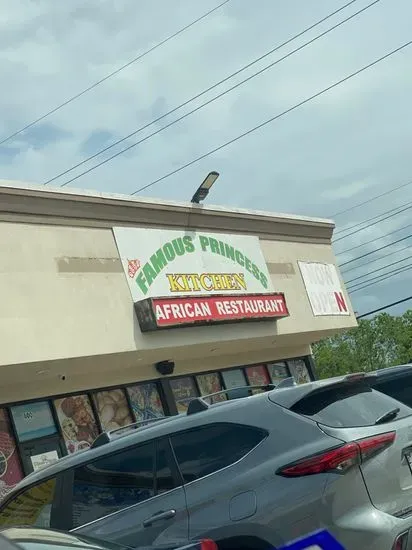 FAMOUS PRINCESS
KITCHEN
AFRICAN RESTAURANT
NOW
OPEN